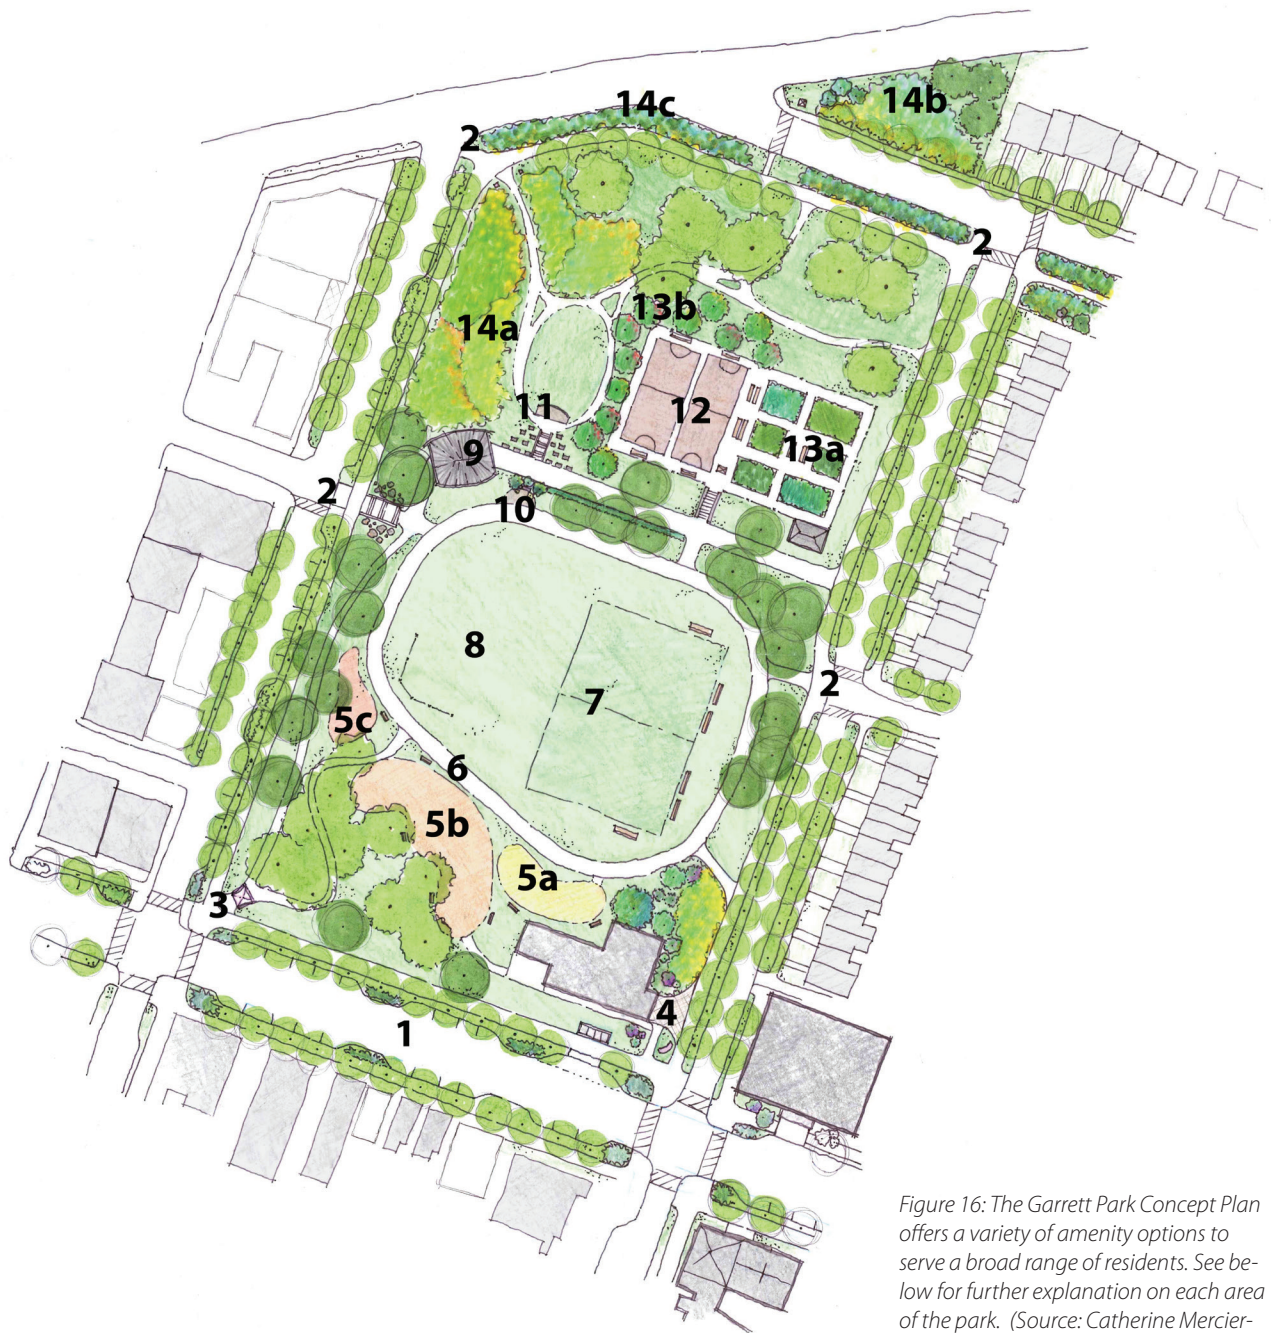 14c
14b
2
2
13b
14a
11
12
13a
9
2
10
8
2
7
5c
6
5b
5a
3
4
1
Figure 16: The Garrett Park Concept Plan
offers a variety of amenity options to
serve a broad range of residents. See be-
low for further explanation on each area
of the park.  (Source: Catherine Mercier-